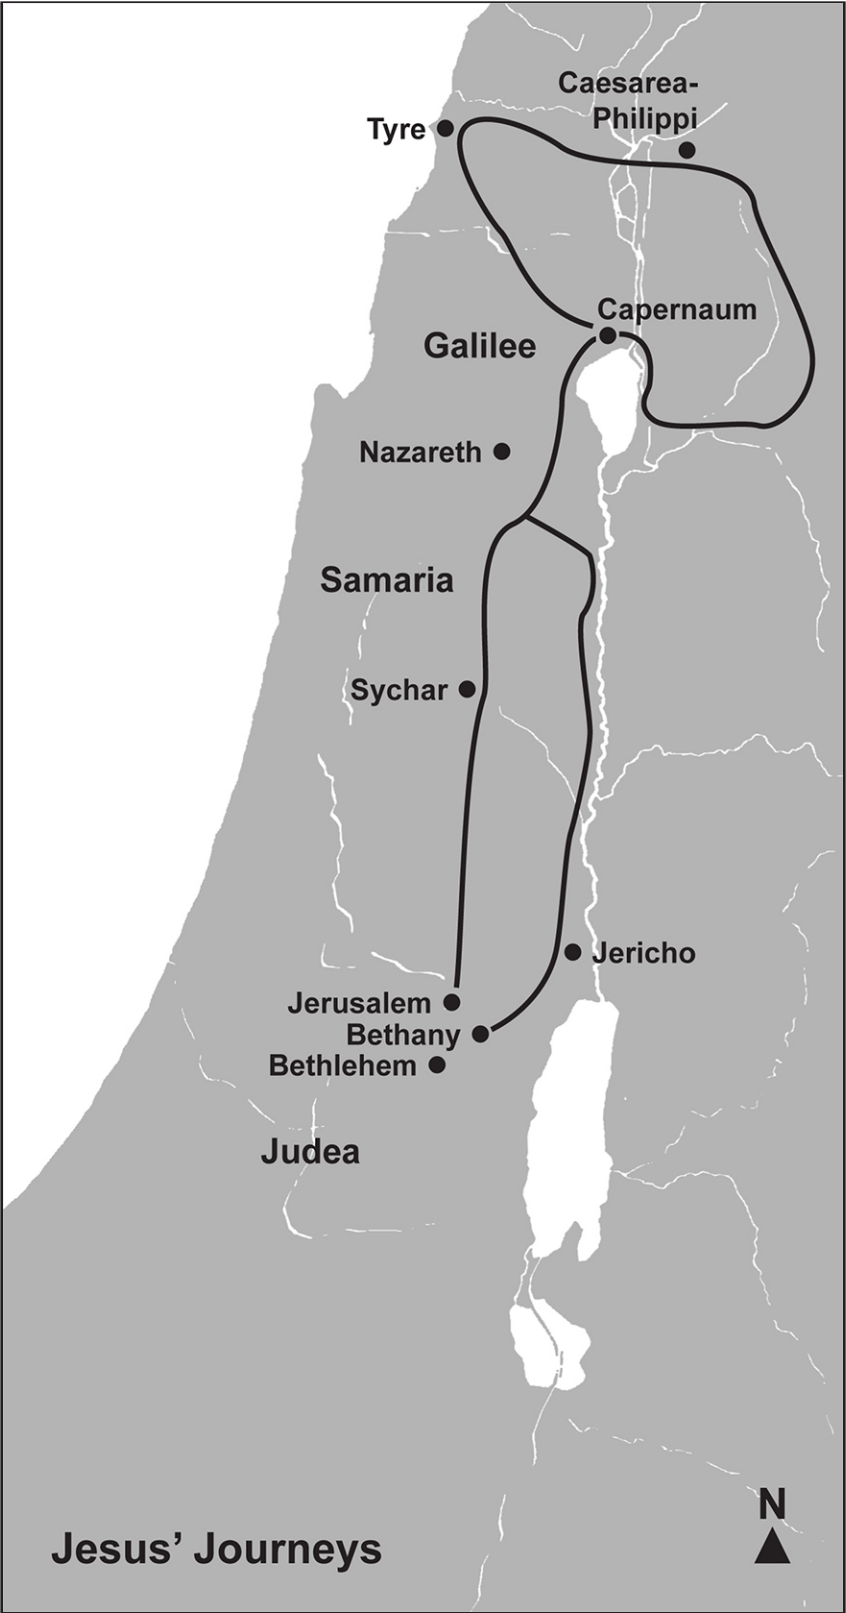 Caesarea-
Philippi
Tyre
Capernaum
Galilee
Nazareth
Samaria
Sychar
Jericho
Jerusalem
Bethany
Bethlehem
Judea
N
Jesus’ Journeys